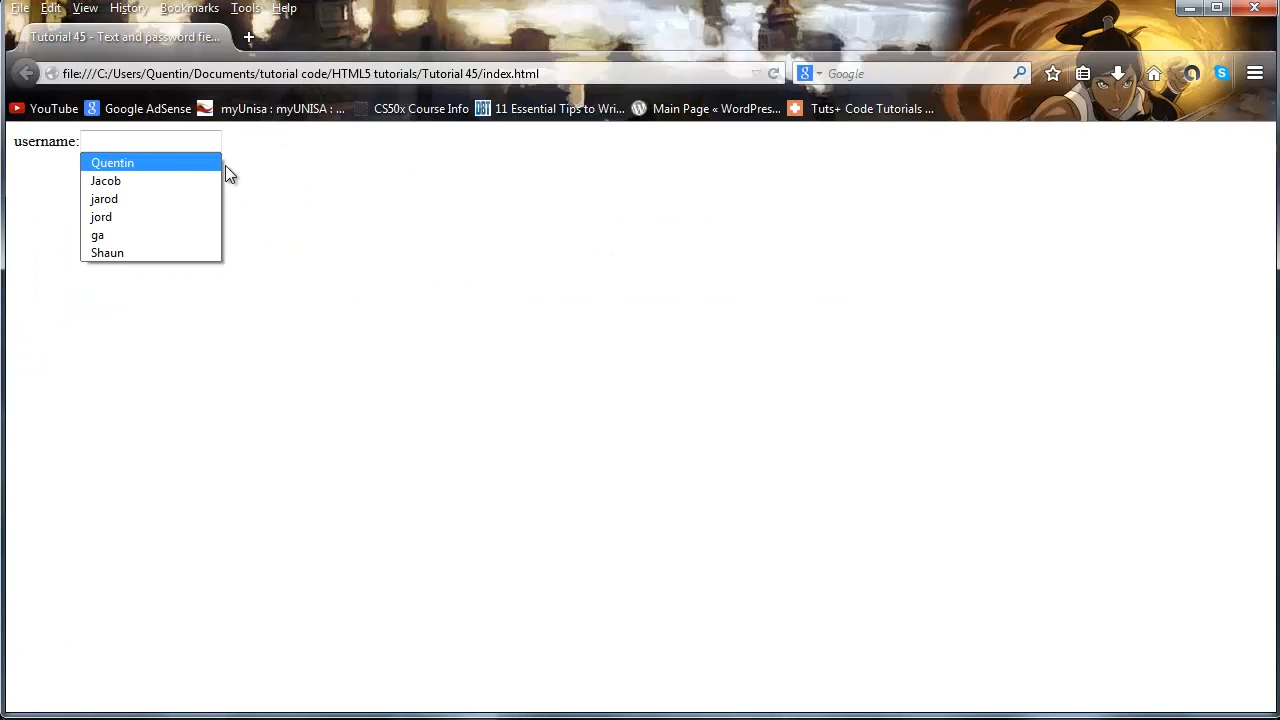 File Edit View History Bookmarks Tools Help
Tutorial 45 - Text and password fie...
file:///C:/Users/Quentin/Documents/tutorial code/HTML5 tutorials/Tutorial 45/index.html
Google
YouTube Google AdSense myUnisa : myUNISA : ... CS50x Course Info DBT 11 Essential Tips to Wri... Main Page « WordPres... Tuts+ Code Tutorials ...
username:
Quentin
Jacob
jarod
jord
ga
Shaun